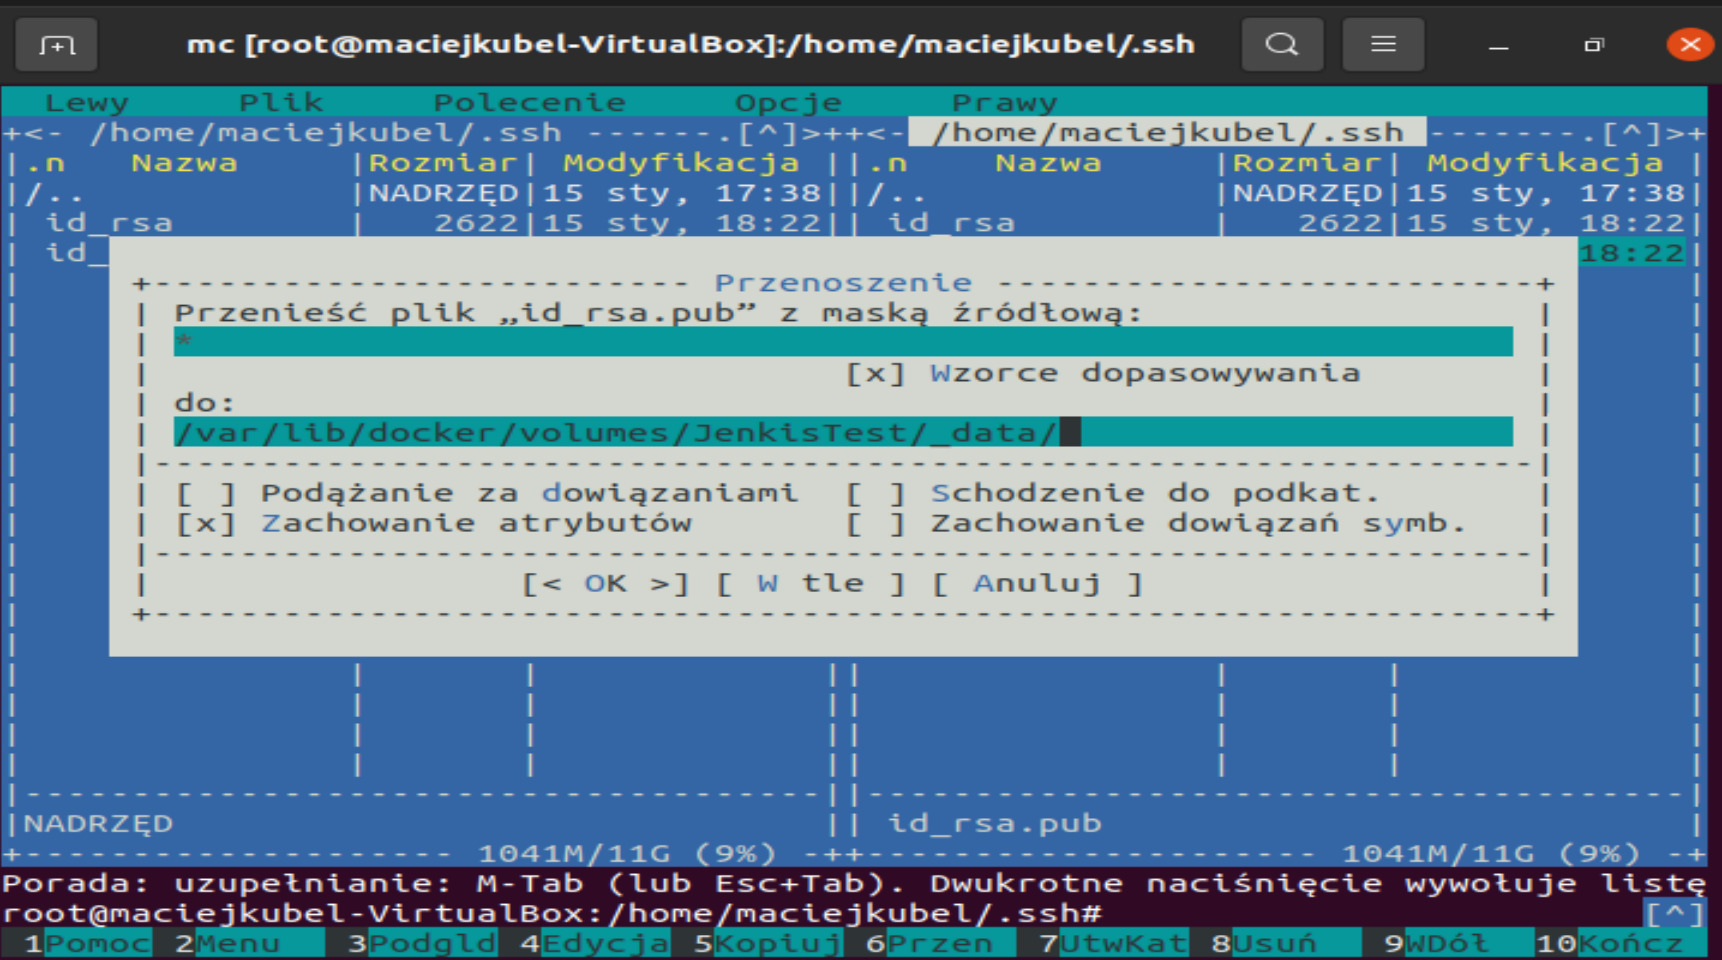 mc [root@maciejkubel-VirtualBox]:/home/maciejkubel/.ssh
Lewy Plik Polecenie Opcje Prawy
+<- /home/maciejkubel/.ssh ------.[^]>++<- /home/maciejkubel/.ssh -------.[^]>+
|.n Nazwa |Rozmiar| Modyfikacja ||.n Nazwa |Rozmiar| Modyfikacja |
|/.. |NADRZĘD|15 sty, 17:38||/.. |NADRZĘD|15 sty, 17:38|
| id_rsa | 2622|15 sty, 18:22|| id_rsa | 2622|15 sty, 18:22|
| id_ 18:22|
Przenoszenie
Przenieść plik „id_rsa.pub” z maską źródłową:
*
[x] Wzorce dopasowywania
do:
/var/lib/docker/volumes/JenkisTest/_data/
[ ] Podążanie za dowiązaniami [ ] Schodzenie do podkat.
[x] Zachowanie atrybutów [ ] Zachowanie dowiązań symb.
[< OK >] [ W tle ] [ Anuluj ]
|NADRZĘD || id_rsa.pub |
1041M/11G (9%) -++- 1041M/11G (9%) -+
Porada: uzupełnianie: M-Tab (lub Esc+Tab). Dwukrotne naciśnięcie wywołuje listę
root@maciejkubel-VirtualBox:/home/maciejkubel/.ssh# [^]
1Pomoc 2Menu 3Podgld 4Edycja 5Kopiuj 6Przen 7UtwKat 8Usuń 9WDół 10Kończ